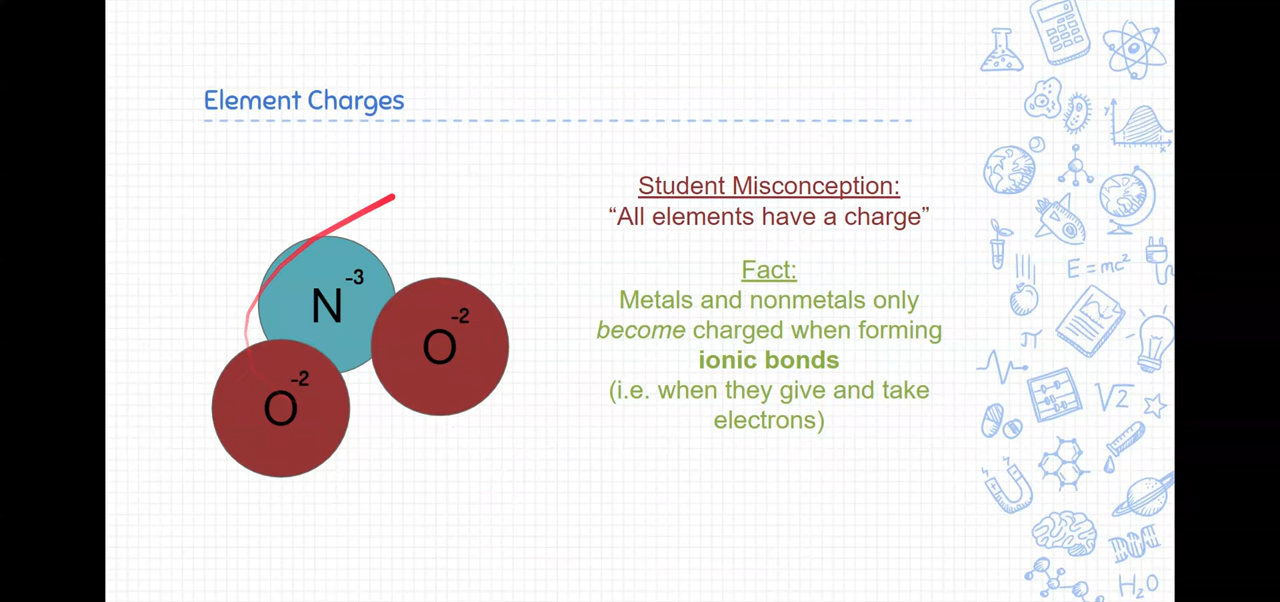 Element Charges
Student Misconception:
“All elements have a charge”
Fact:
Metals and nonmetals only
become charged when forming
ionic bonds
(i.e. when they give and take
electrons)
N-3
O-2
O-2
E=mc²
π
√2
H₂O
y
x